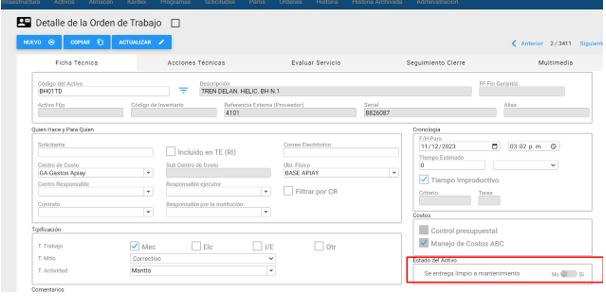 Infraestructura Activos Almacén Kardex Programas Solicitudes Paros Ordenes Historia Historia Archivada Administración
Detalle de la Orden de Trabajo
NUEVO COPIAR ACTUALIZAR Anterior 2 / 3411 Siguiente
Ficha Técnica Acciones Técnicas Evaluar Servicio Seguimiento Cierre Multimedia
Código del Activo Descripción FF Fin Garantía
BH01TD TREN DELAN. HELIC. BH N.1
Activo Fijo Código de Inventario Referencia Externa (Proveedor) Serial Alias
4101 8826087
Quien Hace y Para Quien
Solicitante Incluido en TE (RI) Correo Electrónico
Centro de Costo Sub Centro de Costo Ubi. Física
GA-Gastos Apiay BASE APIAY
Centro Responsable Responsable ejecutor Filtrar por CR
Contrato Responsable por la Institución
Cronología
F/H Paro
11/12/2023 03:02 p. m.
Tiempo Estimado
0
Tiempo Improductivo
Criterio Tarea
Costos
Control presupuestal
Manejo de Costos ABC
Tipificación
T. Trabajo Mec Elc I/E Otr
T. Mtto Correctivo
T. Actividad Mantto
Estado del Activo
Se entrega limpio a mantenimiento No Si
Comentarios